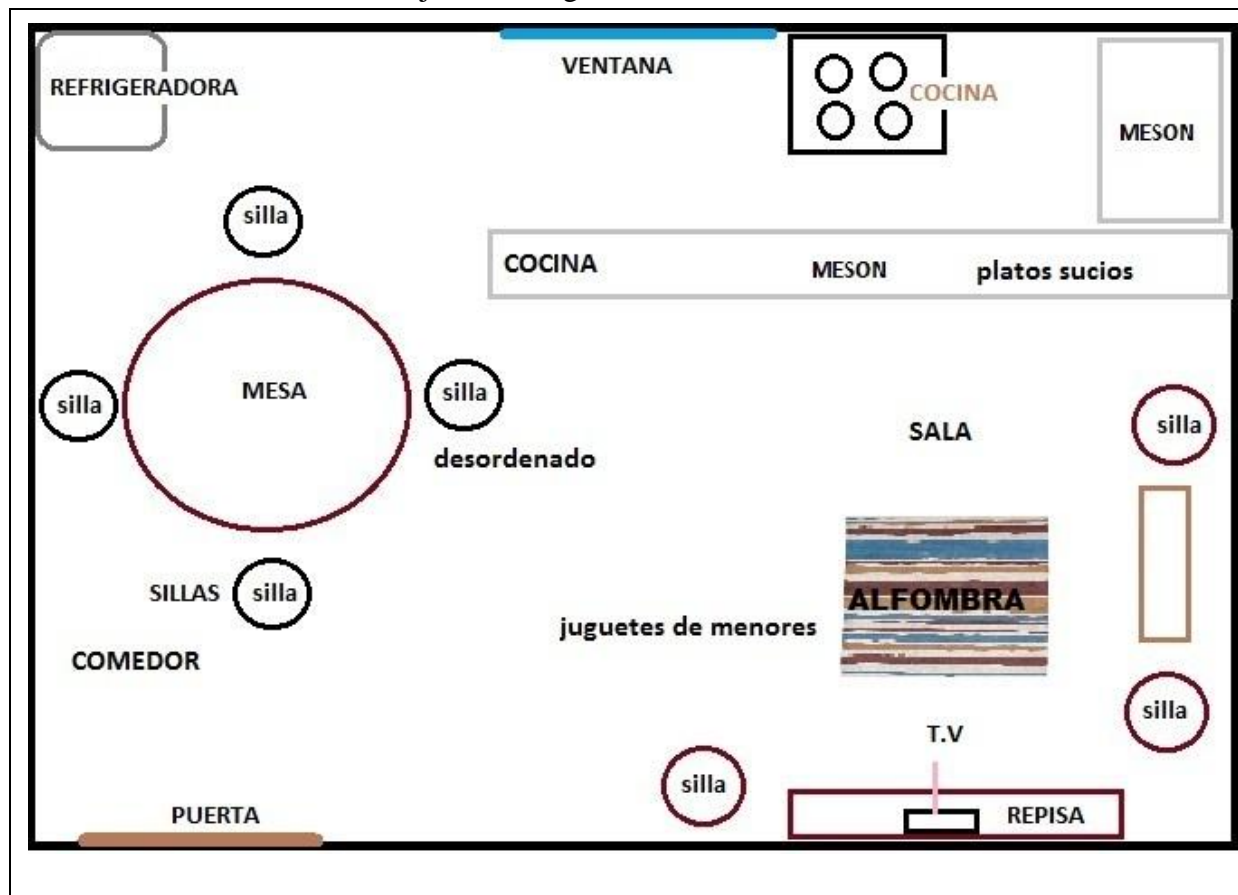 VENTANA
REFRIGERADORA
COCINA
MESON
silla
COCINA MESON platos sucios
MESA
silla
silla
silla
SALA
desordenado
SILLAS silla
ALFOMBRA
juguetes de menores
COMEDOR
silla
T.V
silla
PUERTA
REPISA